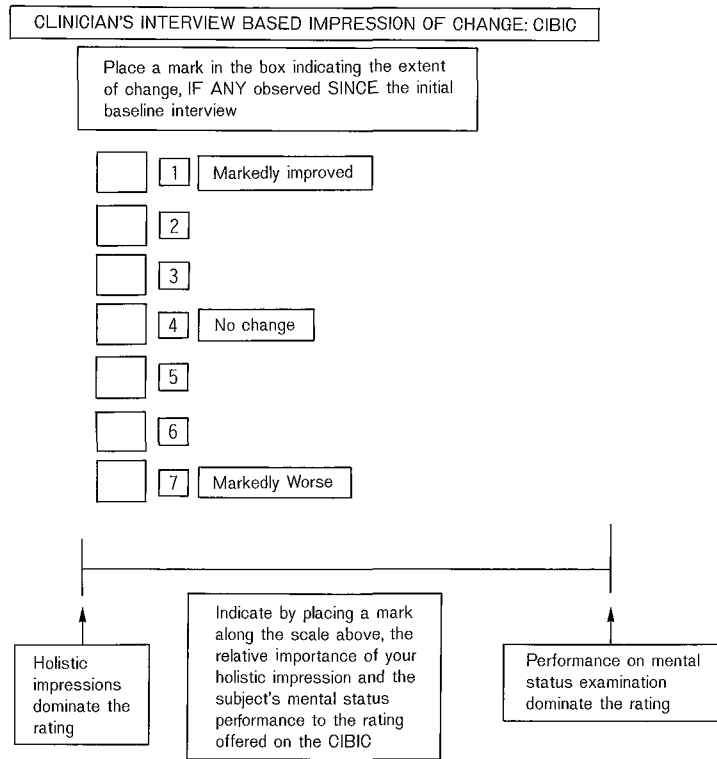 CLINICIAN'S INTERVIEW BASED IMPRESSION OF CHANGE: CIBIC
Place a mark in the box indicating the extent
of change, IF ANY observed SINCE the initial
baseline interview
1 Markedly improved
2
3
4 No change
5
6
7 Markedly Worse
Holistic
impressions
dominate the
rating
Indicate by placing a mark
along the scale above, the
relative importance of your
holistic impression and the
subject's mental status
performance to the rating
offered on the CIBIC
Performance on mental
status examination
dominate the rating